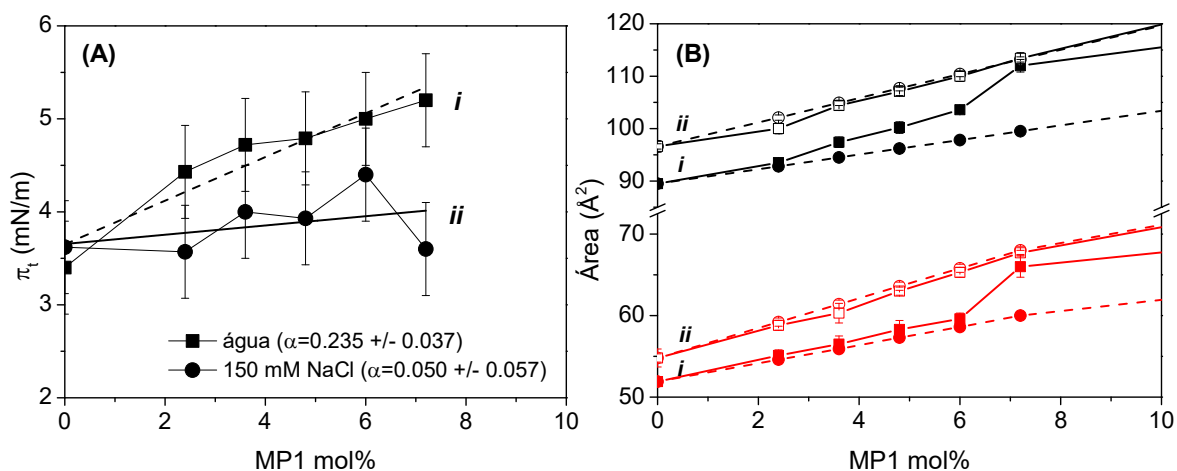 (A)
6
5
4
3
2
π_t (mN/m)
i
ii
água (α=0.235 +/- 0.037)
150 mM NaCl (α=0.050 +/- 0.057)
0 2 4 6 8 10
MP1 mol%
(B)
120
110
100
90
70
60
50
Área (Å²)
ii
i
ii
i
0 2 4 6 8 10
MP1 mol%